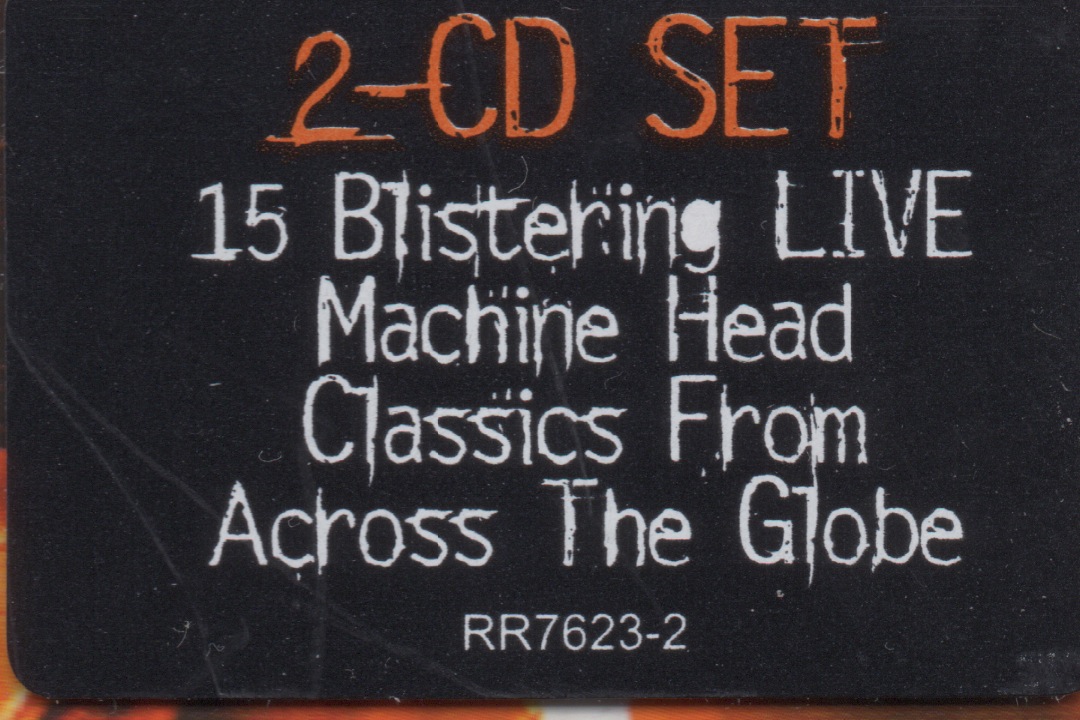 2-CD SET
15 Blistering LIVE
Machine Head
Classics From
Across The Globe
RR7623-2